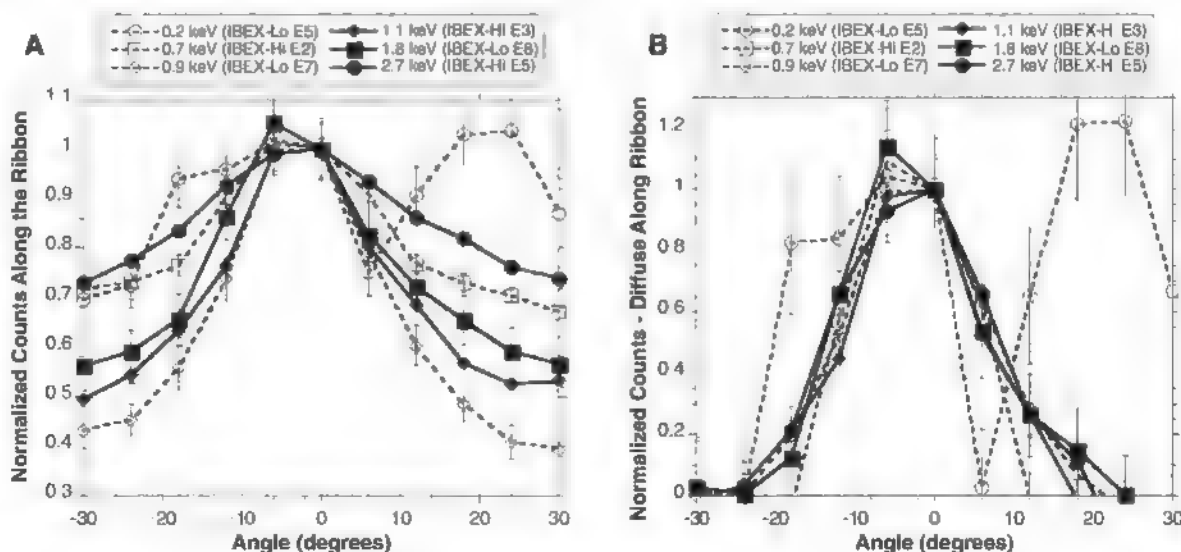 A
0.2 keV (IBEX-Lo E5)
0.7 keV (IBEX-Hi E2)
0.9 keV (IBEX-Lo E7)
1 1 keV (IBEX-Hi E3)
1.8 keV (IBEX-Lo E8)
2.7 keV (IBEX-Hi E5)
Normalized Counts Along the Ribbon
1 1
1
0.9
0.8
0.7
0.6
0.5
0.4
0.3
-30
-20
-10
0
10
20
30
Angle (degrees)
B
0.2 keV (IBEX-Lo E5)
0.7 keV (IBEX-Hi E2)
0.9 keV (IBEX-Lo E7)
1.1 keV (IBEX-H E3)
1.8 keV (IBEX-Lo E8)
2.7 keV (IBEX-H E5)
Normalized Counts - Diffuse Along Ribbon
1.2
1
0.8
0.6
0.4
0.2
0
-30
-20
-10
0
10
20
30
Angle (degrees)